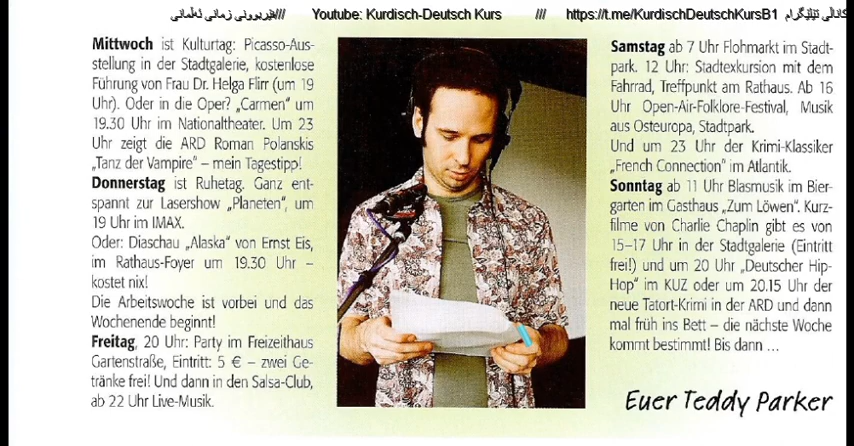 فێربوونی زمانی ئەڵمانی/// Youtube: Kurdisch-Deutsch Kurs /// https://t.me/KurdischDeutschKursB1 کاناڵی تێلێگرام
Mittwoch ist Kulturtag: Picasso-Aus-
stellung in der Stadtgalerie, kostenlose
Führung von Frau Dr. Helga Flirr (um 19
Uhr). Oder in die Oper? „Carmen“ um
19.30 Uhr im Nationaltheater. Um 23
Uhr zeigt die ARD Roman Polanskis
„Tanz der Vampire“ – mein Tagestipp!
Donnerstag ist Ruhetag. Ganz ent-
spannt zur Lasershow „Planeten“, um
19 Uhr im IMAX.
Oder: Diaschau „Alaska“ von Ernst Eis,
im Rathaus-Foyer um 19.30 Uhr –
kostet nix!
Die Arbeitswoche ist vorbei und das
Wochenende beginnt!
Freitag, 20 Uhr: Party im Freizeithaus
Gartenstraße, Eintritt: 5 € – zwei Ge-
tränke frei! Und dann in den Salsa-Club,
ab 22 Uhr Live-Musik.
Samstag ab 7 Uhr Flohmarkt im Stadt-
park. 12 Uhr: Stadtexkursion mit dem
Fahrrad, Treffpunkt am Rathaus. Ab 16
Uhr Open-Air-Folklore-Festival, Musik
aus Osteuropa, Stadtpark.
Und um 23 Uhr der Krimi-Klassiker
„French Connection“ im Atlantik.
Sonntag ab 11 Uhr Blasmusik im Bier-
garten im Gasthaus „Zum Löwen“. Kurz-
filme von Charlie Chaplin gibt es von
15–17 Uhr in der Stadtgalerie (Eintritt
frei!) und um 20 Uhr „Deutscher Hip-
Hop“ im KUZ oder um 20.15 Uhr der
neue Tatort-Krimi in der ARD und dann
mal früh ins Bett – die nächste Woche
kommt bestimmt! Bis dann ...
Euer Teddy Parker